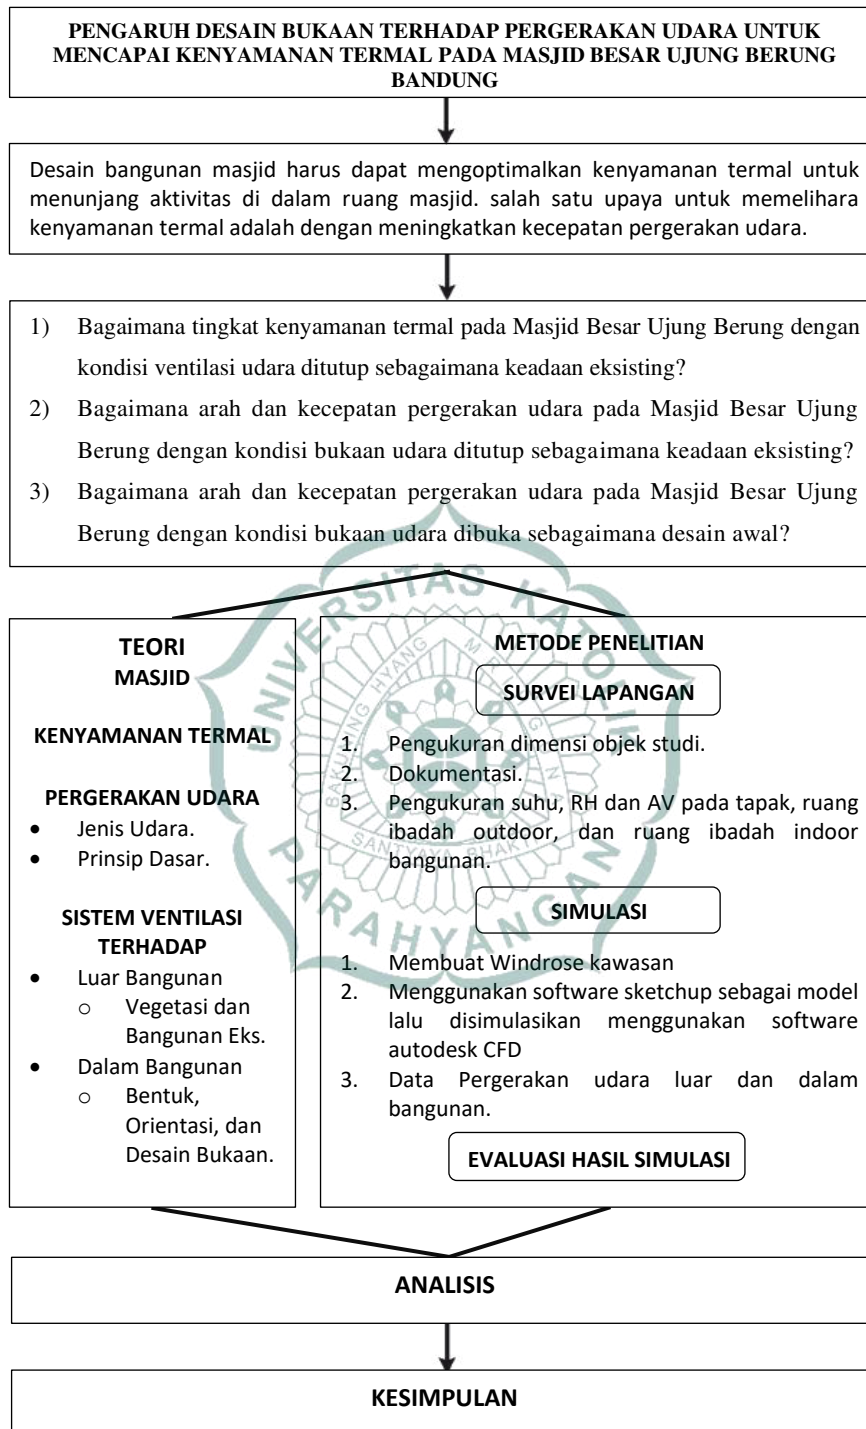 PENGARUH DESAIN BUKAAN TERHADAP PERGERAKAN UDARA UNTUK
MENCAPAI KENYAMANAN TERMAL PADA MASJID BESAR UJUNG BERUNG
BANDUNG
Desain bangunan masjid harus dapat mengoptimalkan kenyamanan termal untuk
menunjang aktivitas di dalam ruang masjid. salah satu upaya untuk memelihara
kenyamanan termal adalah dengan meningkatkan kecepatan pergerakan udara.
1) Bagaimana tingkat kenyamanan termal pada Masjid Besar Ujung Berung dengan
kondisi ventilasi udara ditutup sebagaimana keadaan eksisting?
2) Bagaimana arah dan kecepatan pergerakan udara pada Masjid Besar Ujung
Berung dengan kondisi bukaan udara ditutup sebagaimana keadaan eksisting?
3) Bagaimana arah dan kecepatan pergerakan udara pada Masjid Besar Ujung
Berung dengan kondisi bukaan udara dibuka sebagaimana desain awal?
TEORI
MASJID
KENYAMANAN TERMAL
PERGERAKAN UDARA
• Jenis Udara.
• Prinsip Dasar.
SISTEM VENTILASI
TERHADAP
• Luar Bangunan
o Vegetasi dan
Bangunan Eks.
• Dalam Bangunan
o Bentuk,
Orientasi, dan
Desain Bukaan.
METODE PENELITIAN
SURVEI LAPANGAN
1. Pengukuran dimensi objek studi.
2. Dokumentasi.
3. Pengukuran suhu, RH dan AV pada tapak, ruang
ibadah outdoor, dan ruang ibadah indoor
bangunan.
SIMULASI
1. Membuat Windrose kawasan
2. Menggunakan software sketchup sebagai model
lalu disimulasikan menggunakan software
autodesk CFD
3. Data Pergerakan udara luar dan dalam
bangunan.
EVALUASI HASIL SIMULASI
ANALISIS
KESIMPULAN
UNIVERSITAS KATOLIK
PARAHYANGAN
BAKUNING HYANG MRIH
SANTYAYA BHAKTI